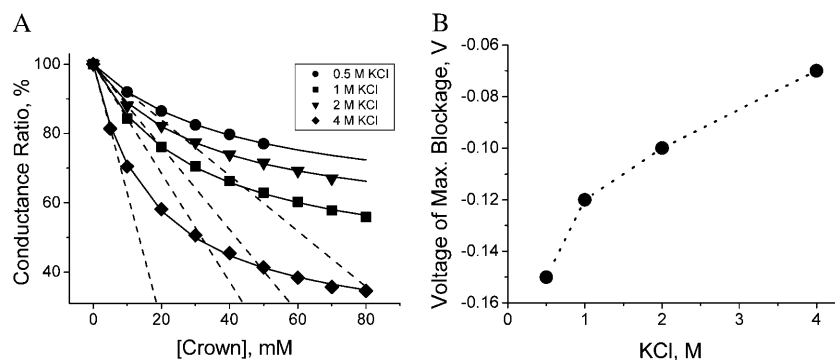 A
Conductance Ratio, %
100
80
60
40
0.5 M KCl
1 M KCl
2 M KCl
4 M KCl
0
20
40
60
80
[Crown], mM
B
Voltage of Max. Blockage, V
-0.06
-0.08
-0.10
-0.12
-0.14
-0.16
0
1
2
3
4
KCl, M